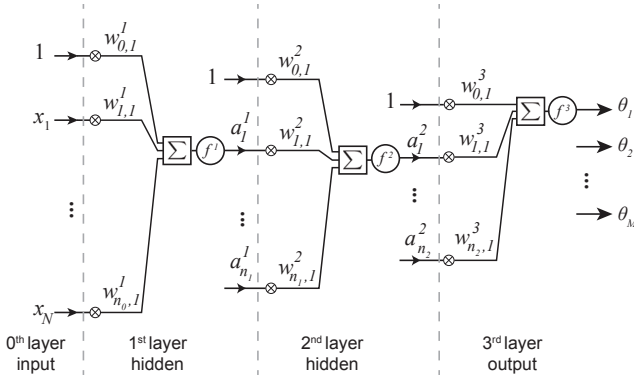 1 w^1_{0,1}
1 w^2_{0,1}
1 w^3_{0,1} Σ f^3 θ_1
x_1 w^1_{1,1} Σ f^1 a^1_1 w^2_{1,1} Σ f^2 a^2_1 w^3_{1,1} θ_2
⋮ ⋮ ⋮ ⋮
x_N w^1_{n_0,1} a^1_{n_1} w^2_{n_1,1} a^2_{n_2} w^3_{n_2,1} θ_M
0th layer input
1st layer hidden
2nd layer hidden
3rd layer output